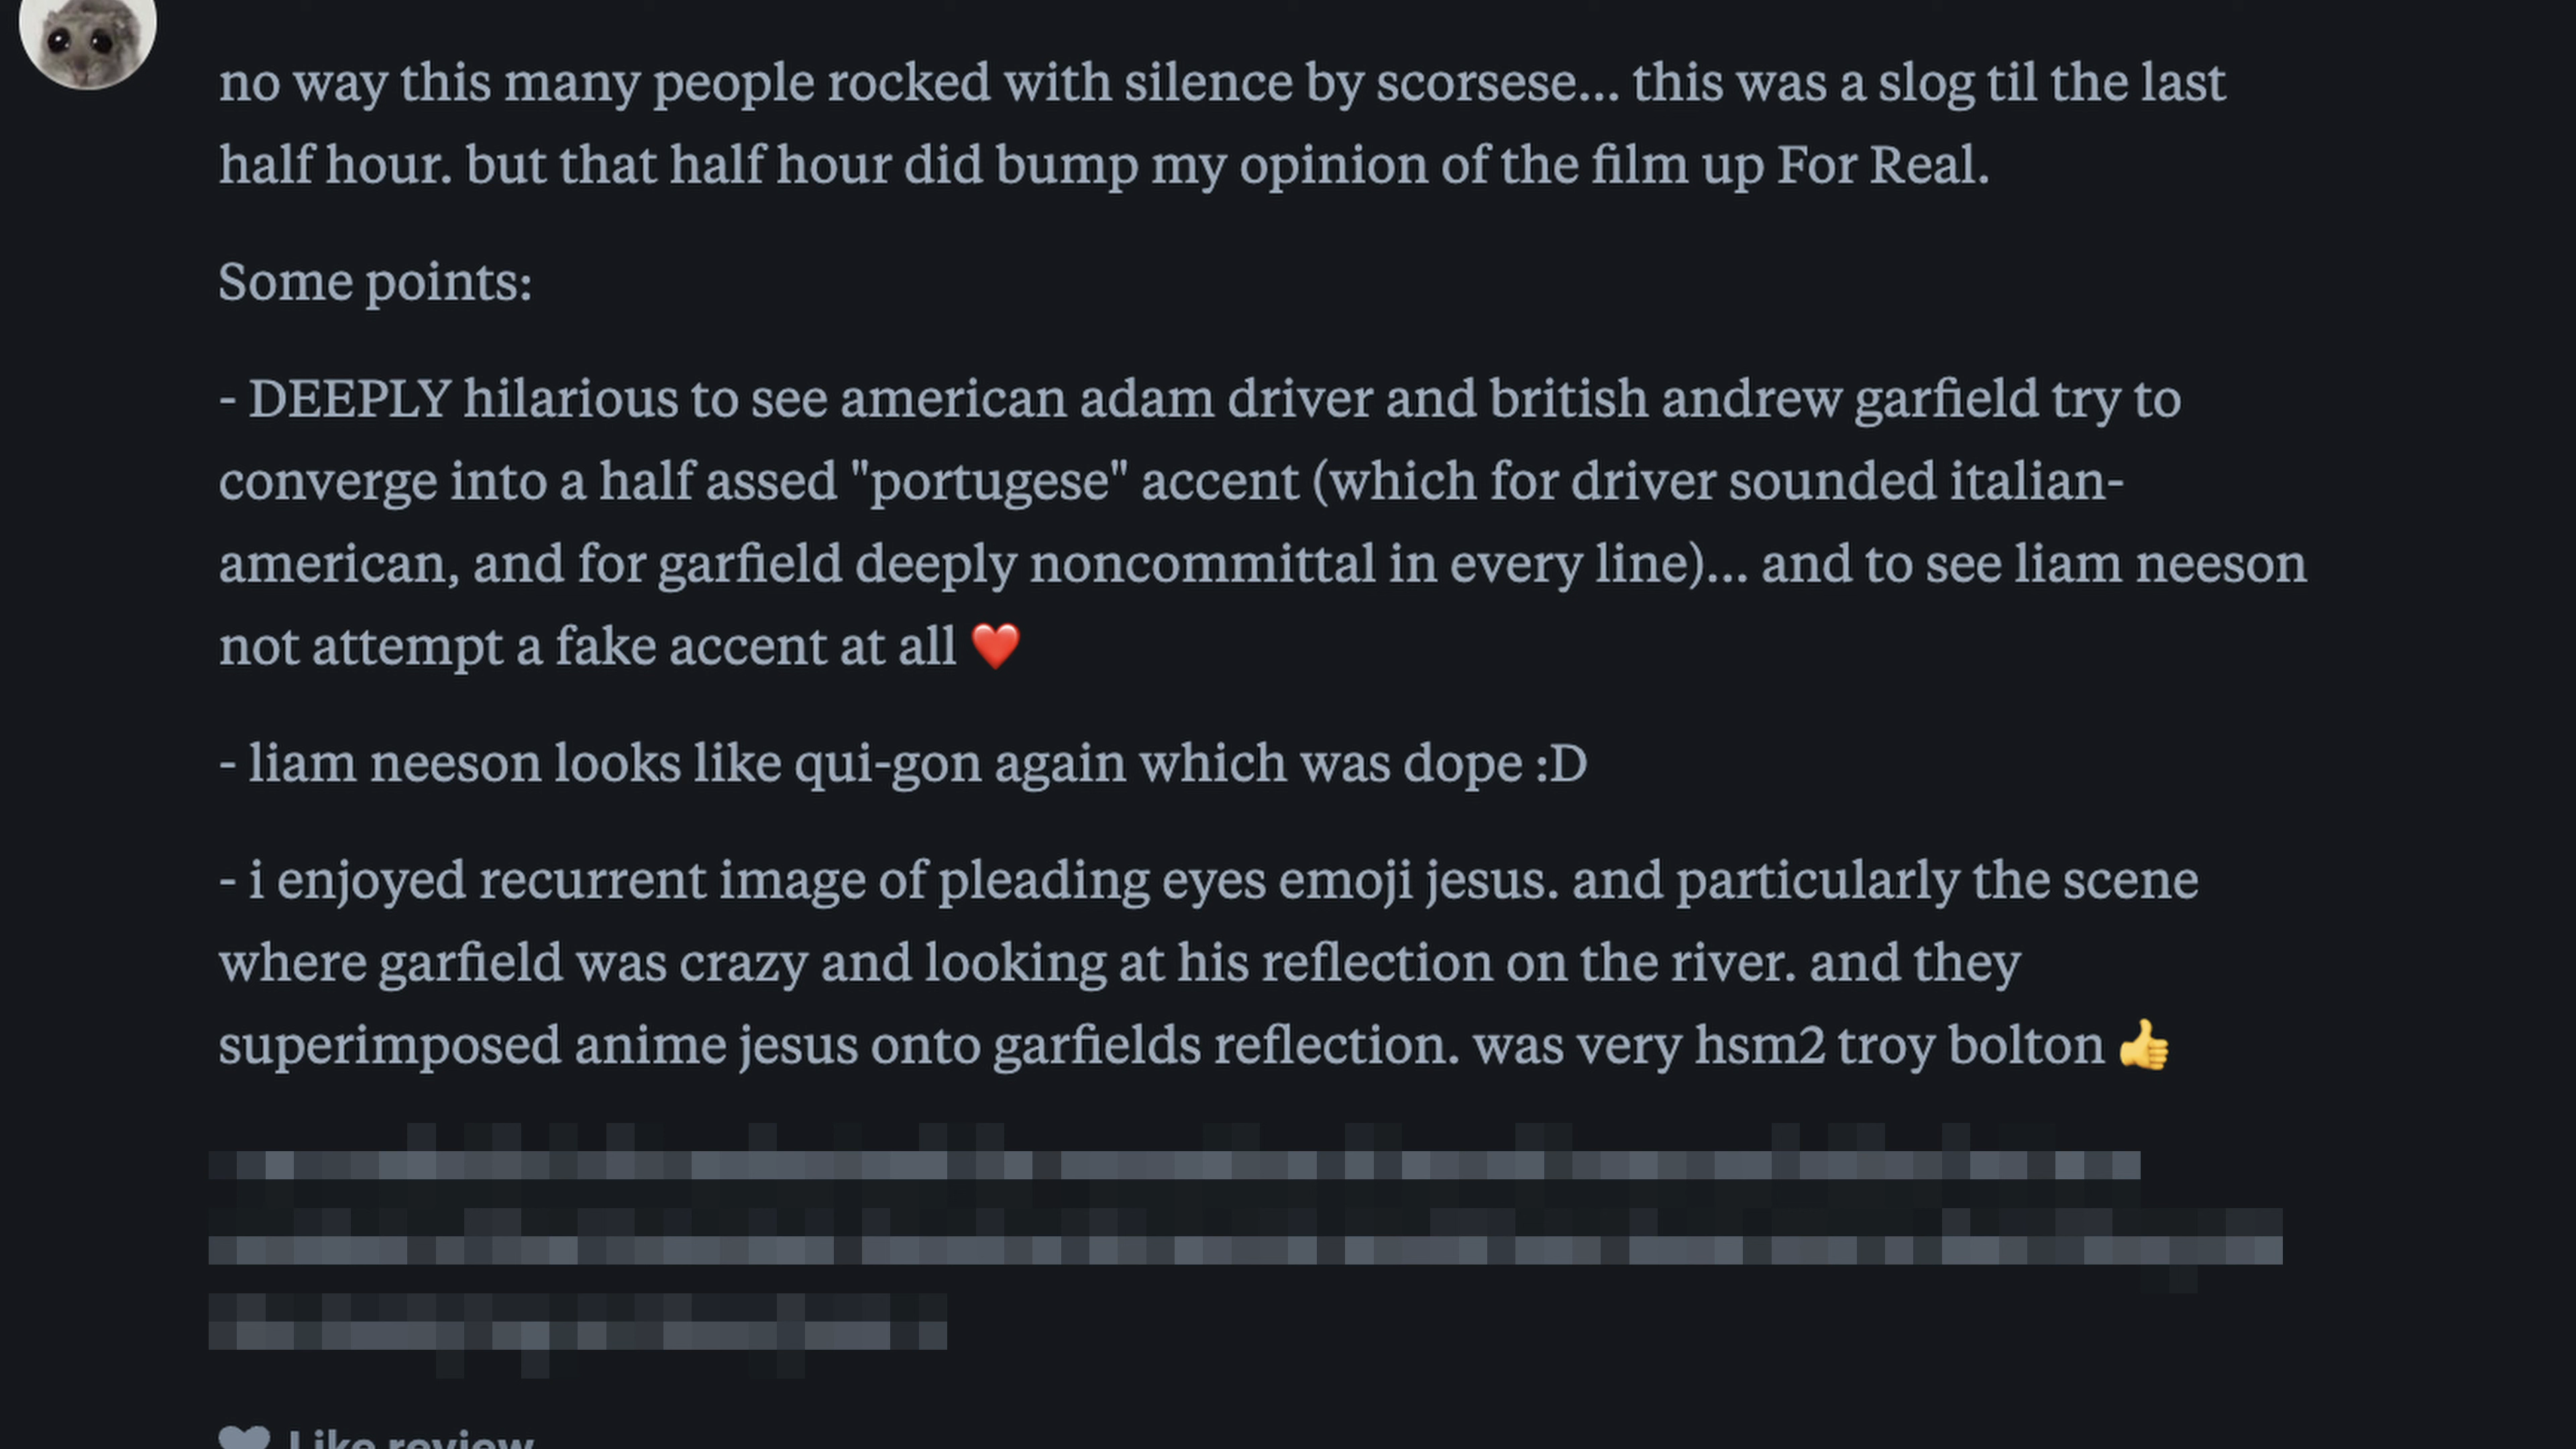 no way this many people rocked with silence by scorsese... this was a slog til the last
half hour. but that half hour did bump my opinion of the film up For Real.
Some points:
- DEEPLY hilarious to see american adam driver and british andrew garfield try to
converge into a half assed "portugese" accent (which for driver sounded italian-
american, and for garfield deeply noncommittal in every line)... and to see liam neeson
not attempt a fake accent at all ❤️
- liam neeson looks like qui-gon again which was dope :D
- i enjoyed recurrent image of pleading eyes emoji jesus. and particularly the scene
where garfield was crazy and looking at his reflection on the river. and they
superimposed anime jesus onto garfields reflection. was very hsm2 troy bolton 👍
Like review